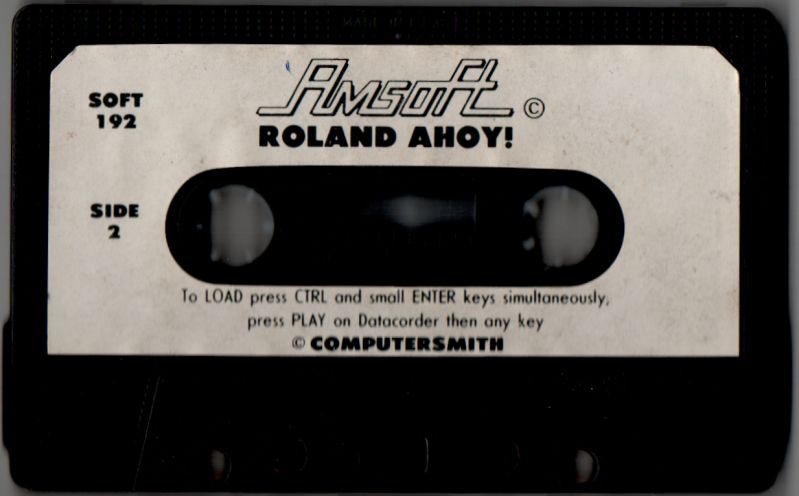 Amsoft ©
ROLAND AHOY!
SOFT
192
SIDE
2
To LOAD press CTRL and small ENTER keys simultaneously,
press PLAY on Datacorder then any key
© COMPUTERSMITH